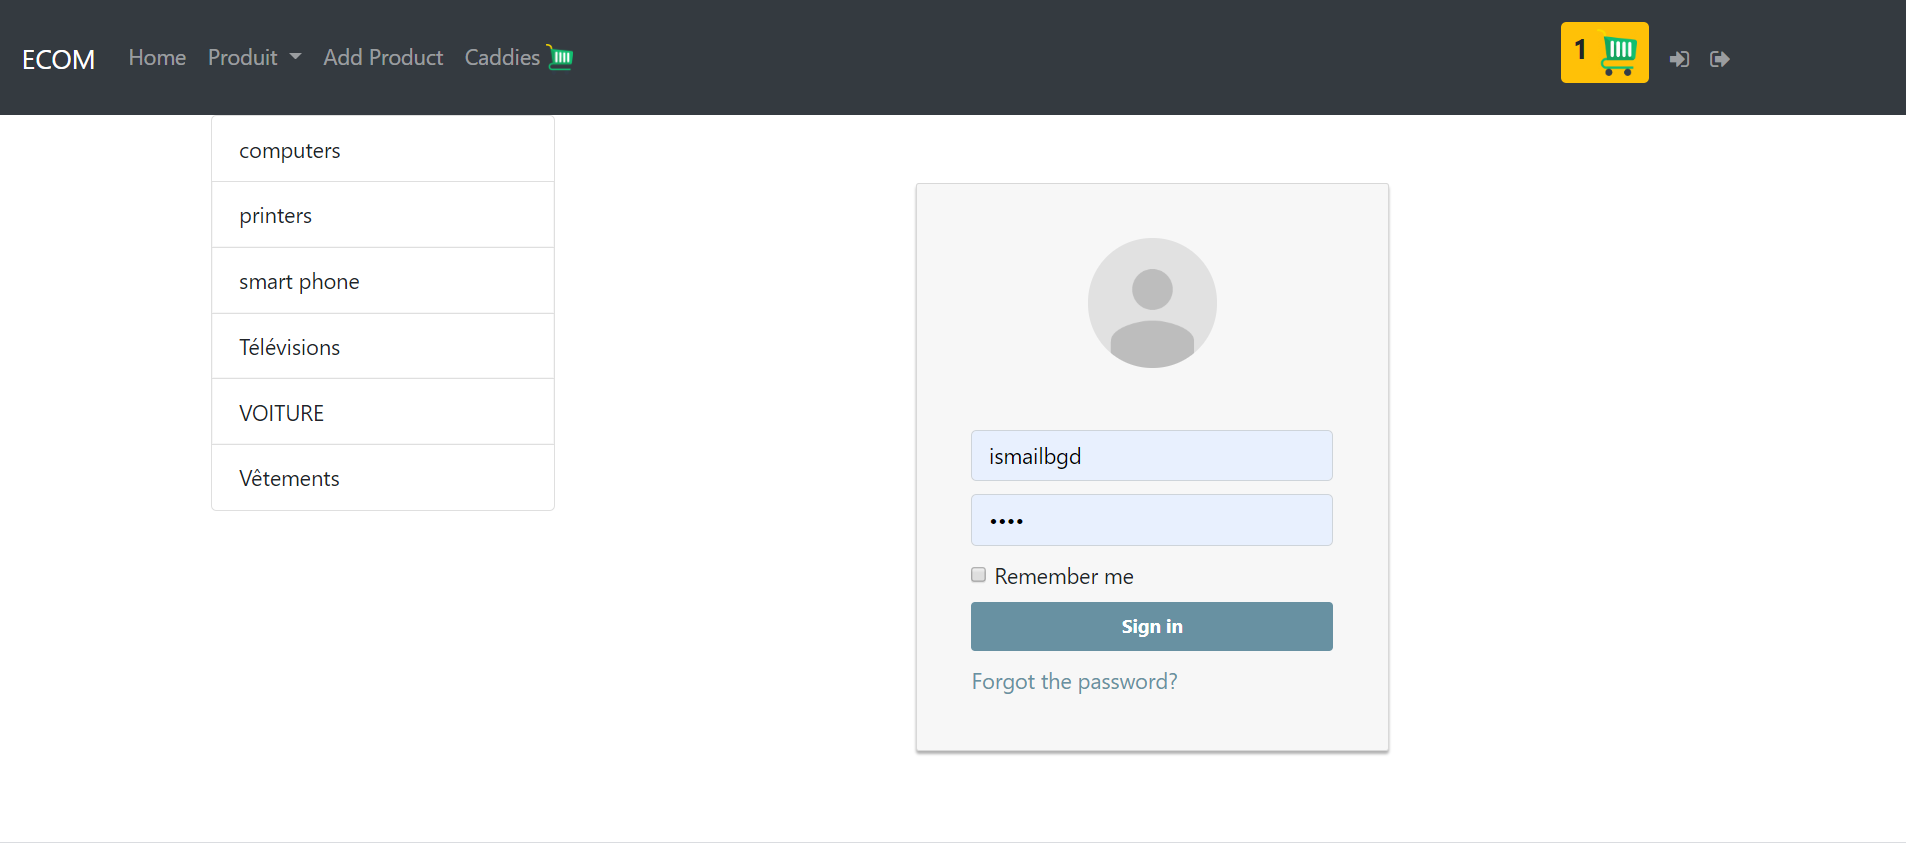 ECOM Home Produit Add Product Caddies 1
computers
printers
smart phone
Télévisions
VOITURE
Vêtements
ismailbgd
••••
Remember me
Sign in
Forgot the password?